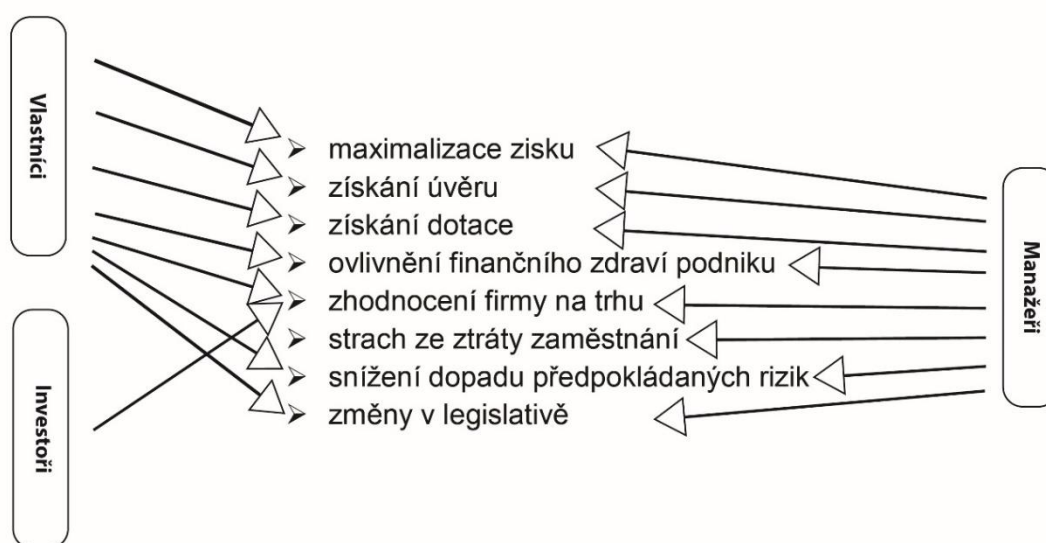 Vlastníci
Investoři
maximalizace zisku
získání úvěru
získání dotace
ovlivnění finančního zdraví podniku
zhodnocení firmy na trhu
strach ze ztráty zaměstnání
snížení dopadu předpokládaných rizik
změny v legislativě
Manažeři